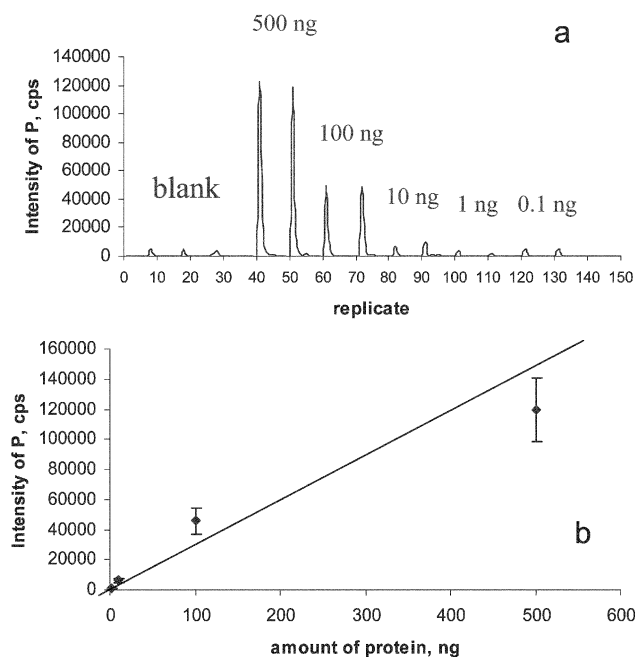 500 ng
a
140000
120000
100000
80000
60000
40000
20000
0
Intensity of P, cps
blank
100 ng
10 ng
1 ng
0.1 ng
0 10 20 30 40 50 60 70 80 90 100 110 120 130 140 150
replicate
160000
140000
120000
100000
80000
60000
40000
20000
0
Intensity of P, cps
b
0 100 200 300 400 500 600
amount of protein, ng